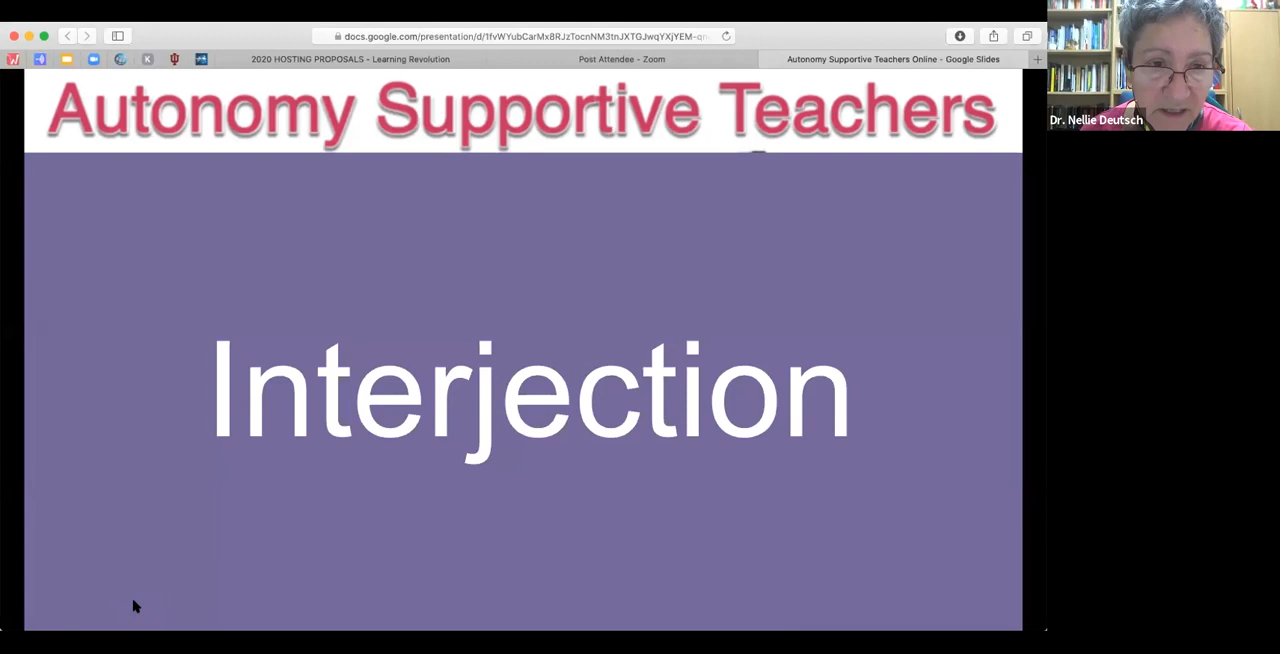 docs.google.com/presentation/d/1fvWYubCarMx8RJzTocnNM3tnJXTGJwqYXjYEM-qn
2020 HOSTING PROPOSALS - Learning Revolution
Post Attendee - Zoom
Autonomy Supportive Teachers Online - Google Slides
Autonomy Supportive Teachers
Interjection
Dr. Nellie Deutsch